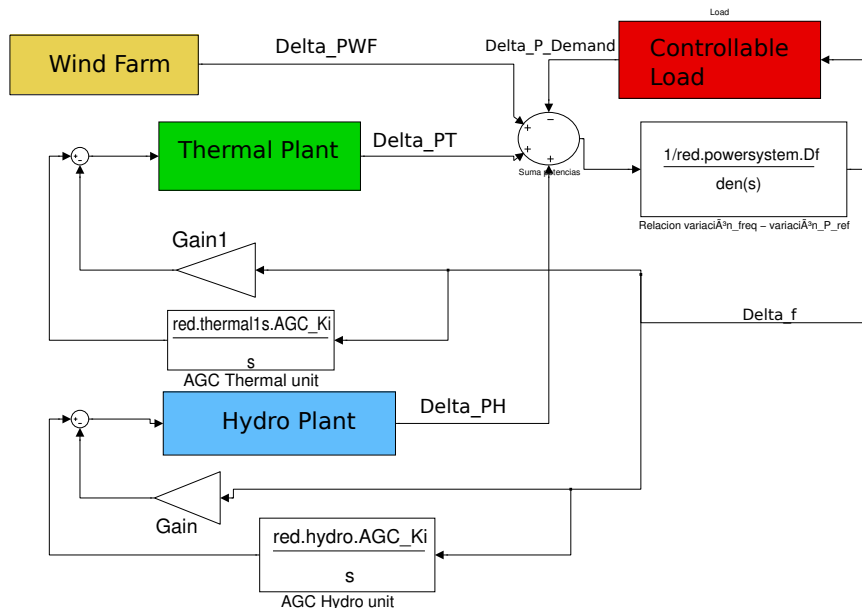 Load
Delta_PWF
Delta_P_Demand
Controllable
Load
Wind Farm
+
−
+
+
+
Suma potencias
Thermal Plant
Delta_PT
+
−
1/red.powersystem.Df
den(s)
Relacion variaciÃ³n_freq − variaciÃ³n_P_ref
Gain1
Delta_f
red.thermal1s.AGC_Ki
s
AGC Thermal unit
Hydro Plant
Delta_PH
+
−
Gain
red.hydro.AGC_Ki
s
AGC Hydro unit